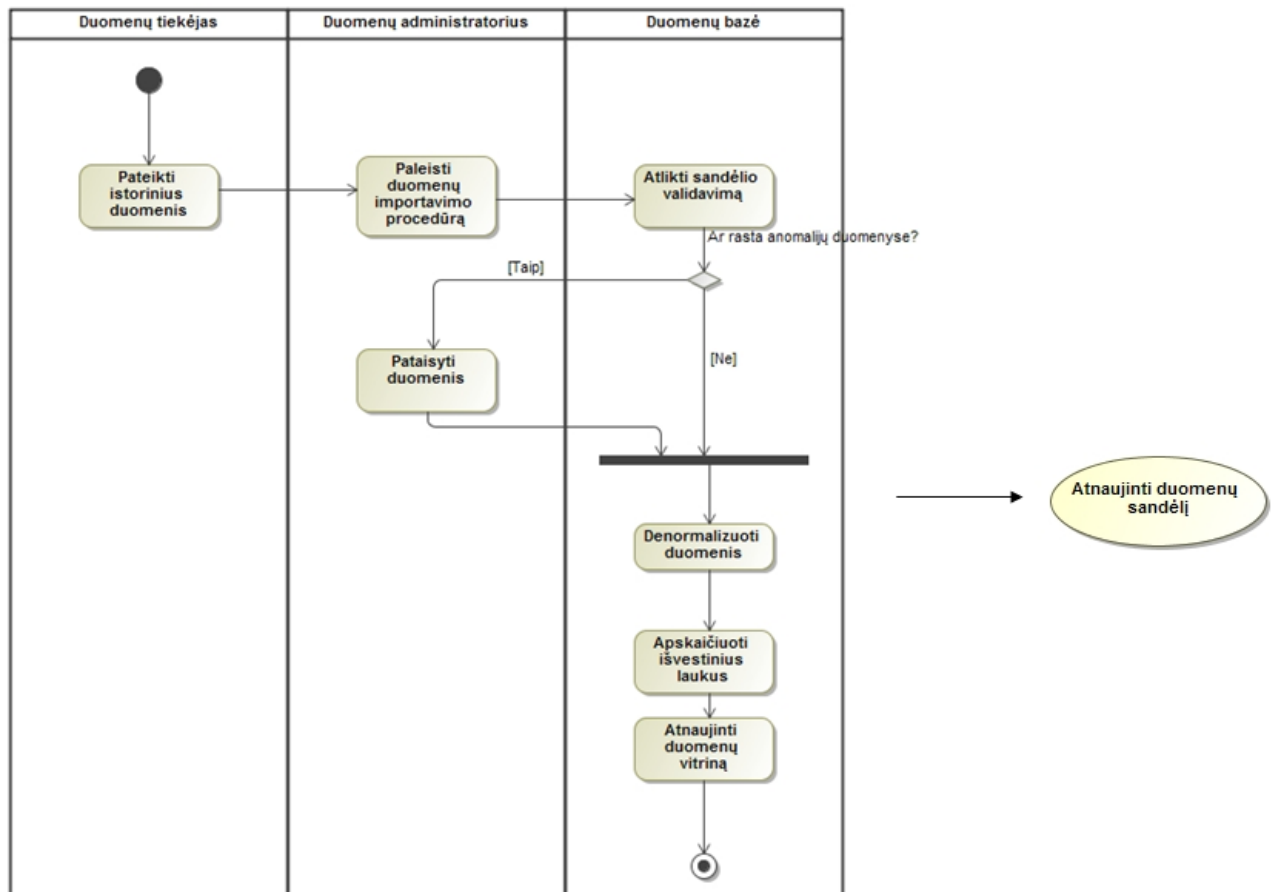 Duomenų tiekėjas
Duomenų administratorius
Duomenų bazė
Pateikti
istorinius
duomenis
Paleisti
duomenų
importavimo
procedūrą
Atlikti sandėlio
validavimą
Ar rasta anomalijų duomenyse?
[Taip]
[Ne]
Pataisyti
duomenis
Denormalizuoti
duomenis
Apskaičiuoti
išvestinius
laukus
Atnaujinti
duomenų
vitriną
Atnaujinti duomenų
sandėlį